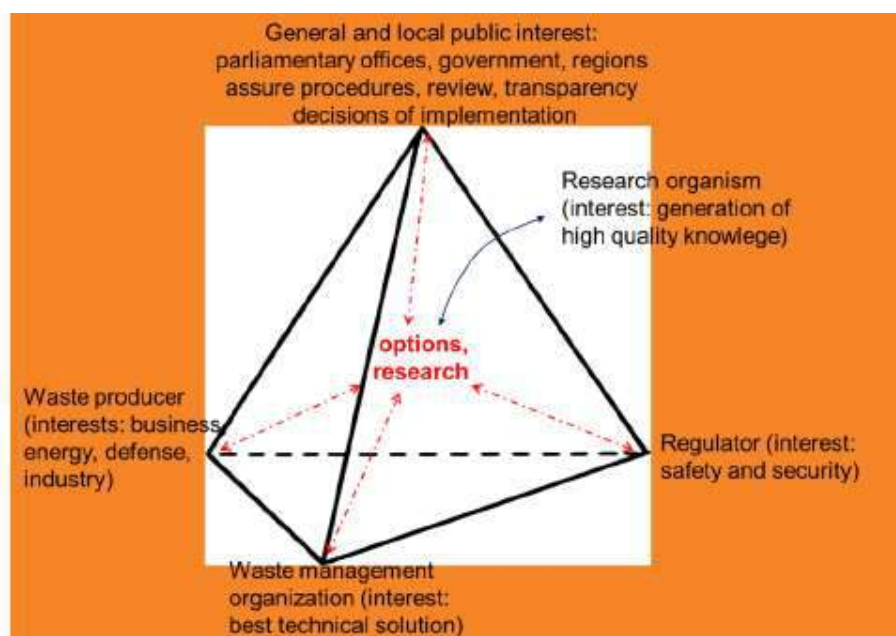 General and local public interest:
parliamentary offices, government, regions
assure procedures, review, transparency
decisions of implementation
Research organism
(interest: generation of
high quality knowlege)
options,
research
Waste producer
(interests: business,
energy, defense,
industry)
Regulator (interest:
safety and security)
Waste management
organization (interest:
best technical solution)